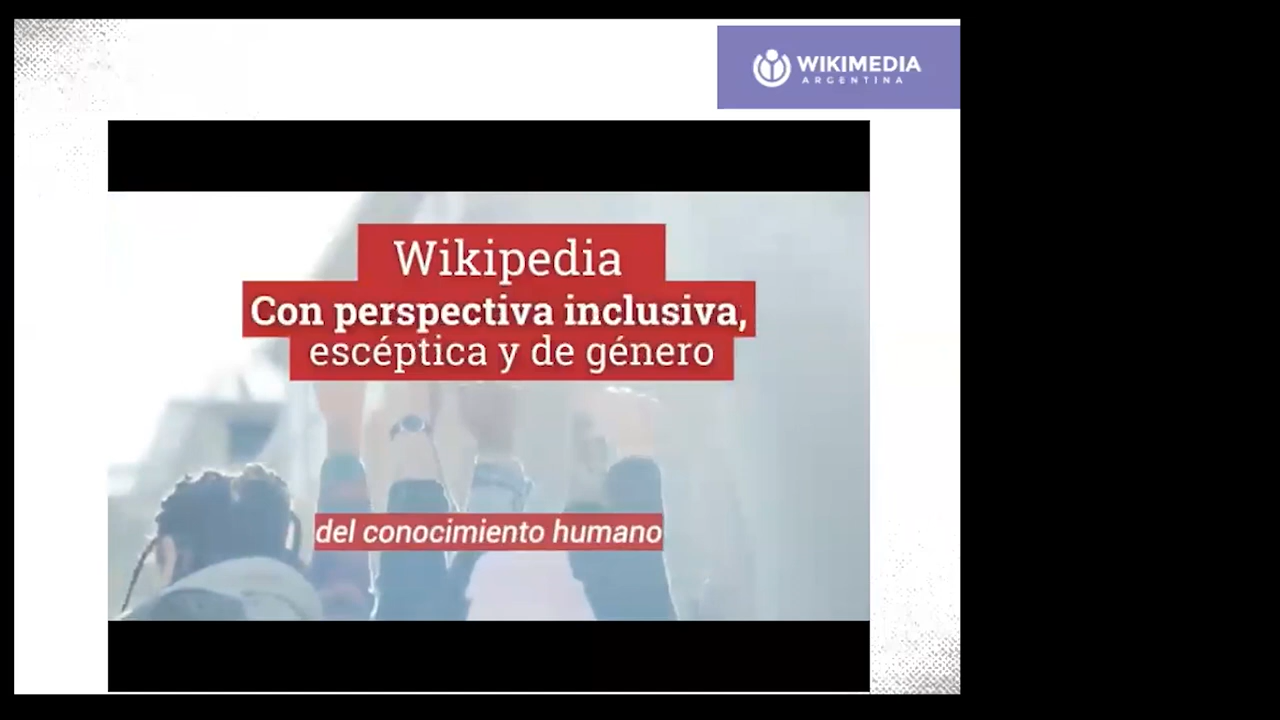 WIKIMEDIA
ARGENTINA
Wikipedia
Con perspectiva inclusiva,
escéptica y de género
del conocimiento humano